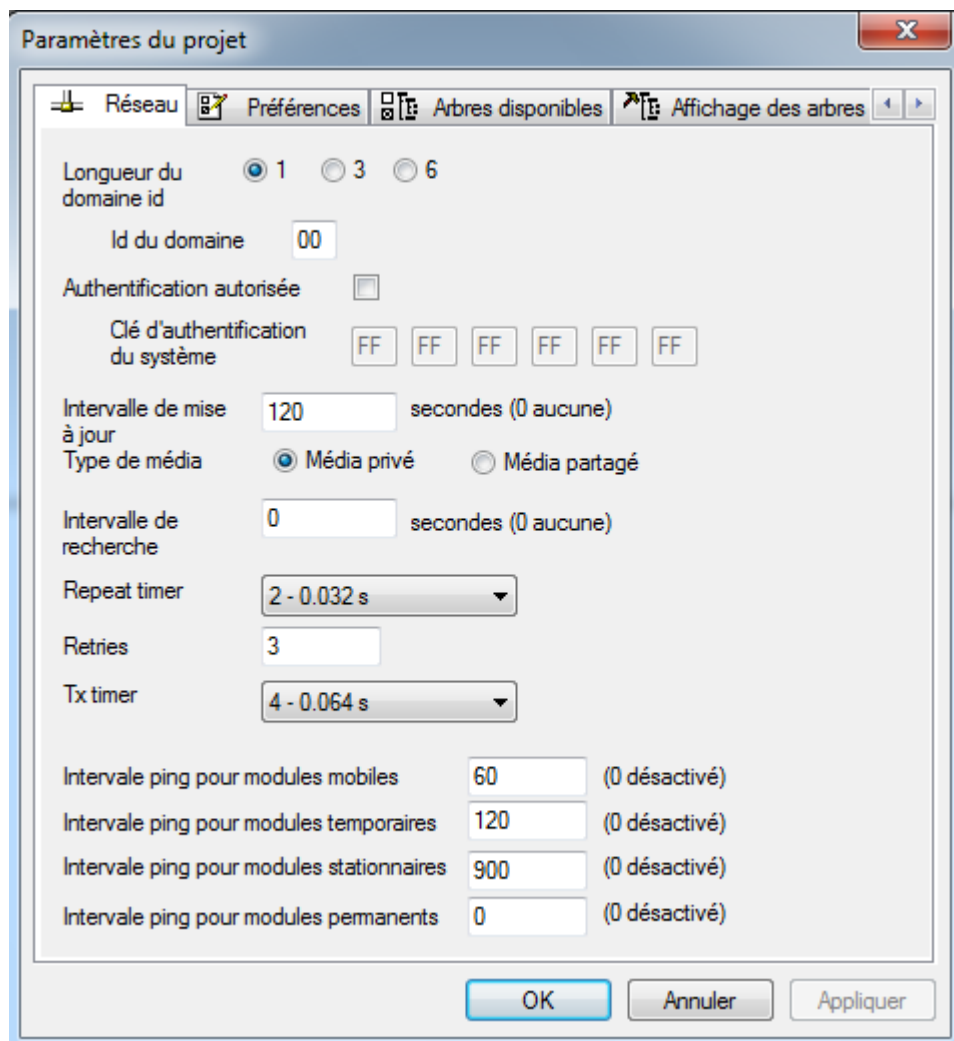 Paramètres du projet
Réseau Préférences Arbres disponibles Affichage des arbres
Longueur du domaine id 1 3 6
Id du domaine 00
Authentification autorisée
Clé d'authentification du système FF FF FF FF FF FF
Intervalle de mise à jour 120 secondes (0 aucune)
Type de média Média privé Média partagé
Intervalle de recherche 0 secondes (0 aucune)
Repeat timer 2 - 0.032 s
Retries 3
Tx timer 4 - 0.064 s
Intervale ping pour modules mobiles 60 (0 désactivé)
Intervale ping pour modules temporaires 120 (0 désactivé)
Intervale ping pour modules stationnaires 900 (0 désactivé)
Intervale ping pour modules permanents 0 (0 désactivé)
OK Annuler Appliquer